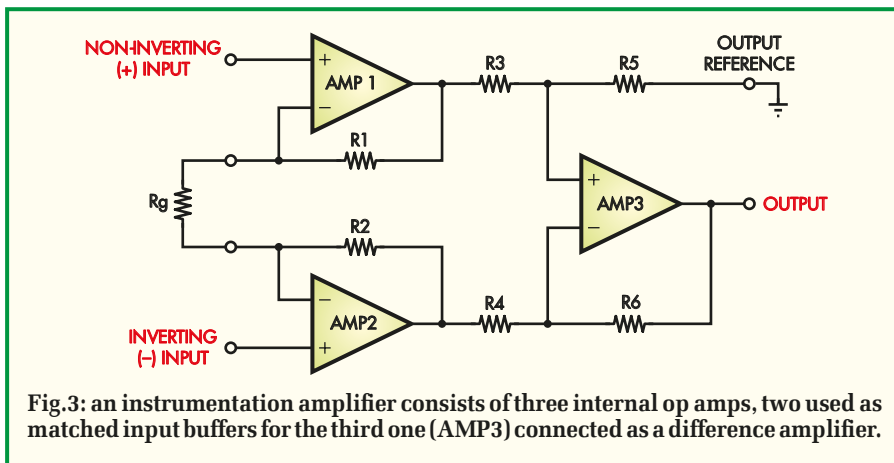 NON-INVERTING
(+) INPUT
+
AMP 1
−
R3
R5
OUTPUT
REFERENCE
R1
Rg
+
AMP3
−
OUTPUT
R2
−
AMP2
+
R4
R6
INVERTING
(–) INPUT
Fig.3: an instrumentation amplifier consists of three internal op amps, two used as
matched input buffers for the third one (AMP3) connected as a difference amplifier.